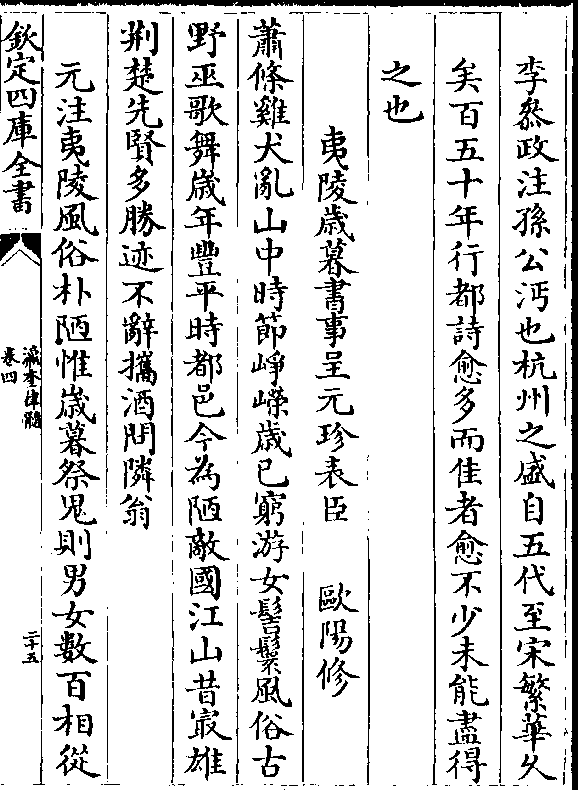 李叅政注孫公沔也杭州之盛自五代至宋繁華乆
矣百五十年行都詩愈多而佳者愈不少未能盡得
之也
夷陵歳暮書事呈元珍表臣 歐陽修
蕭條雞犬亂山中時節崢嶸歳已窮游女髻鬟風俗古
野巫歌舞歳年豐平時都邑今為陋敵國江山昔㝡雄
荆楚先賢多勝迹不辭攜酒問隣翁
元注夷陵風俗朴陋惟歳暮祭鬼則男女數百相從
欽定四庫全書
瀛奎律髓
卷四
二十五